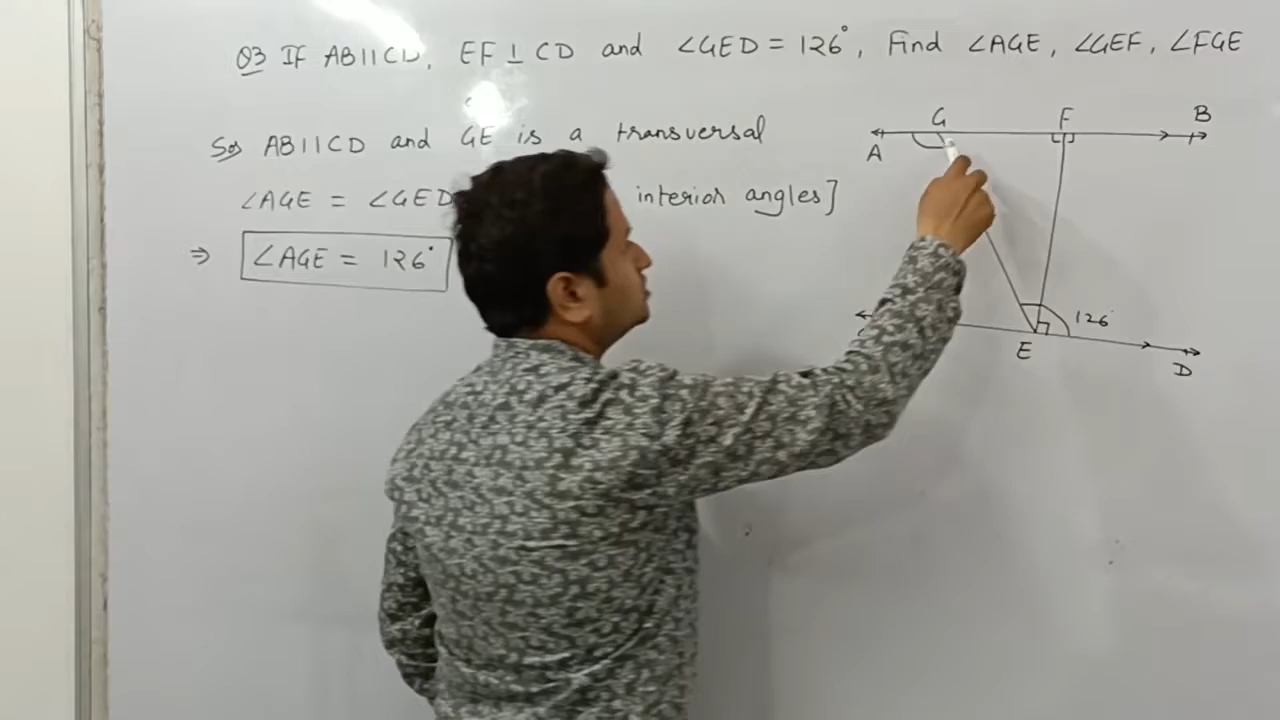 Q3 If AB||CD, EF⊥CD and ∠GED = 126°, Find ∠AGE, ∠GEF, ∠FGE
Sol AB||CD and GE is a transversal
∠AGE = ∠GED interior angles]
⇒ ∠AGE = 126°
G F B
A
126°
E
D